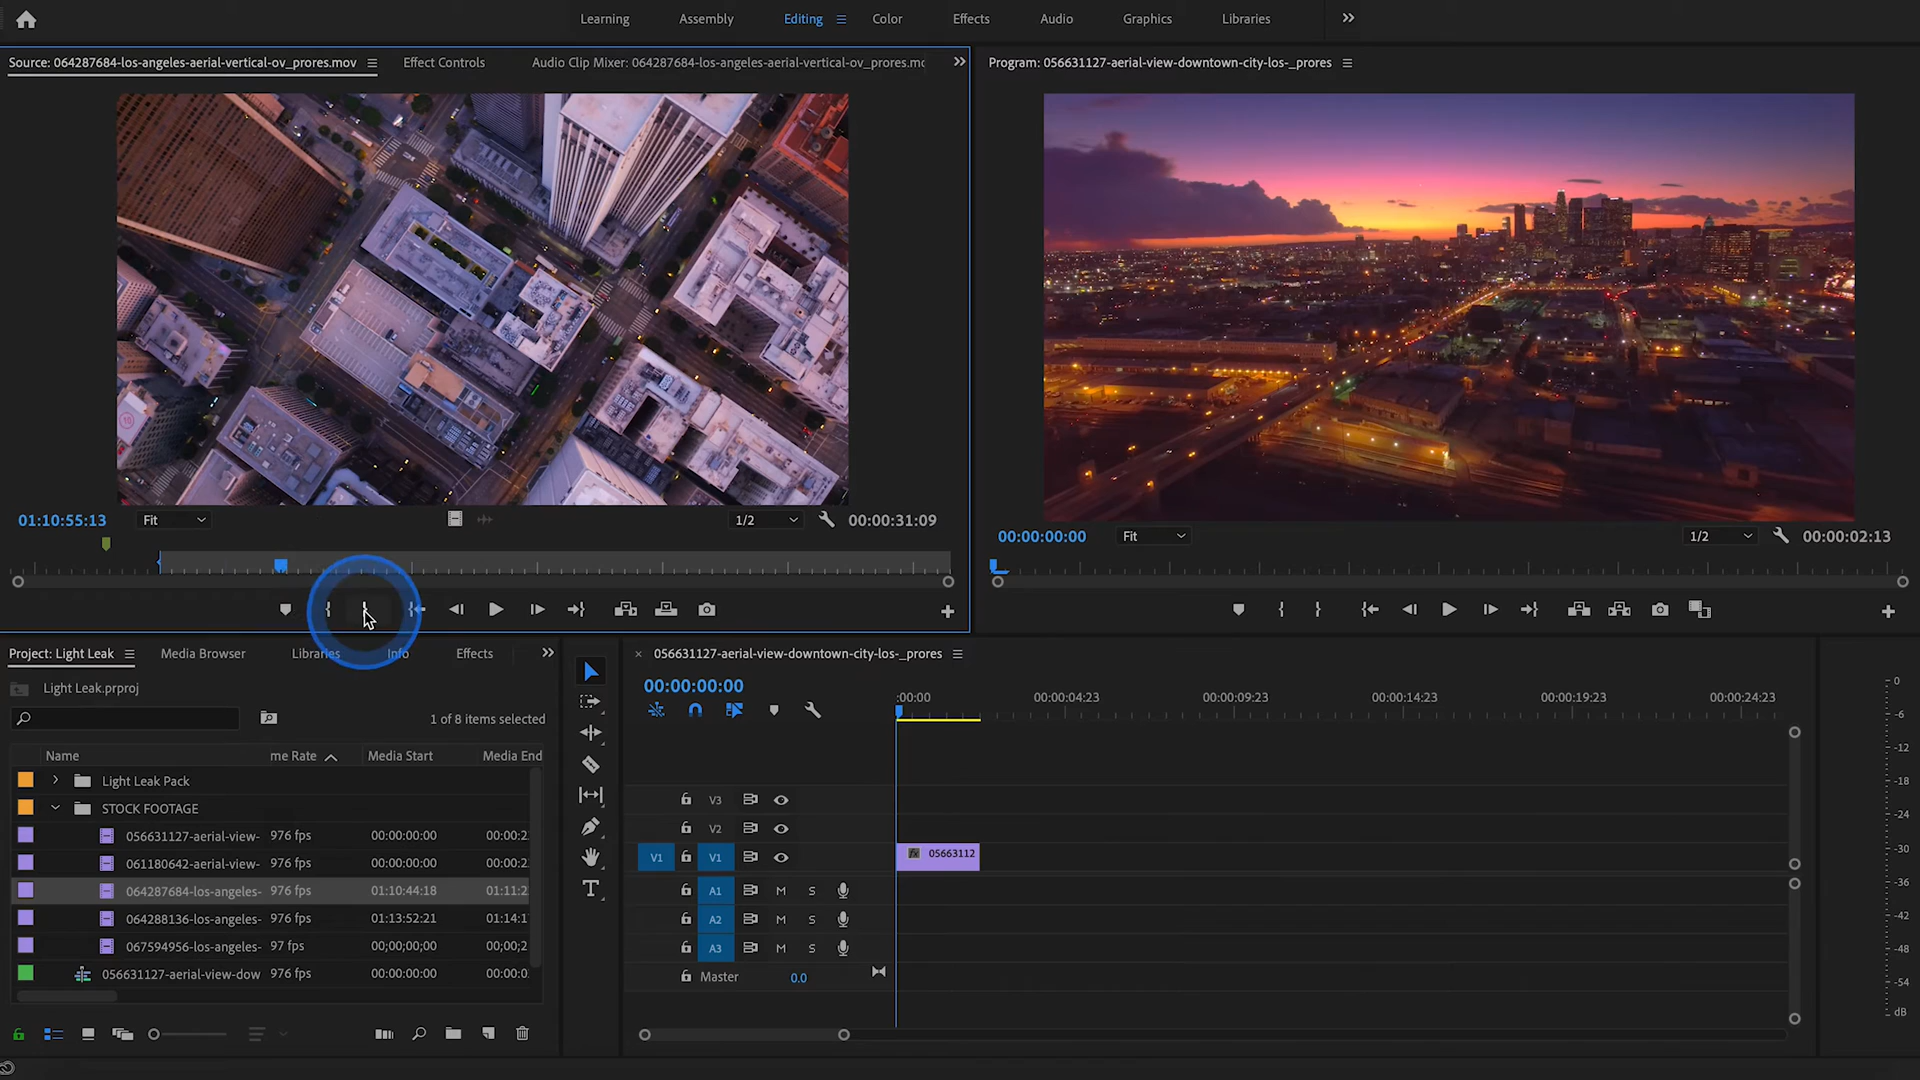 Learning Assembly Editing Color Effects Audio Graphics Libraries
Source: 064287684-los-angeles-aerial-vertical-ov_prores.mov Effect Controls Audio Clip Mixer: 064287684-los-angeles-aerial-vertical-ov_prores.mc
Program: 056631127-aerial-view-downtown-city-los-_prores
01:10:55:13 Fit 1/2 00:00:31:09
00:00:00:00 Fit 1/2 00:00:02:13
Project: Light Leak Media Browser Libraries Info Effects
Light Leak.prproj
1 of 8 items selected
Name me Rate Media Start Media End
Light Leak Pack
STOCK FOOTAGE
056631127-aerial-view- 976 fps 00:00:00:00 00:00:2
061180642-aerial-view- 976 fps 00:00:00:00 00:00:2
064287684-los-angeles- 976 fps 01:10:44:18 01:11:2
064288136-los-angeles- 976 fps 01:13:52:21 01:14:1
067594956-los-angeles- 97 fps 00;00;00;00 00;00;2
056631127-aerial-view-dow 976 fps 00:00:00:00 00:00:0
056631127-aerial-view-downtown-city-los-_prores
00:00:00:00
:00:00 00:00:04:23 00:00:09:23 00:00:14:23 00:00:19:23 00:00:24:23
V3
V2
V1 V1 fx 05663112
A1 M S
A2 M S
A3 M S
Master 0.0
0
-6
-12
-18
-24
-30
-36
-42
-48
-54
dB